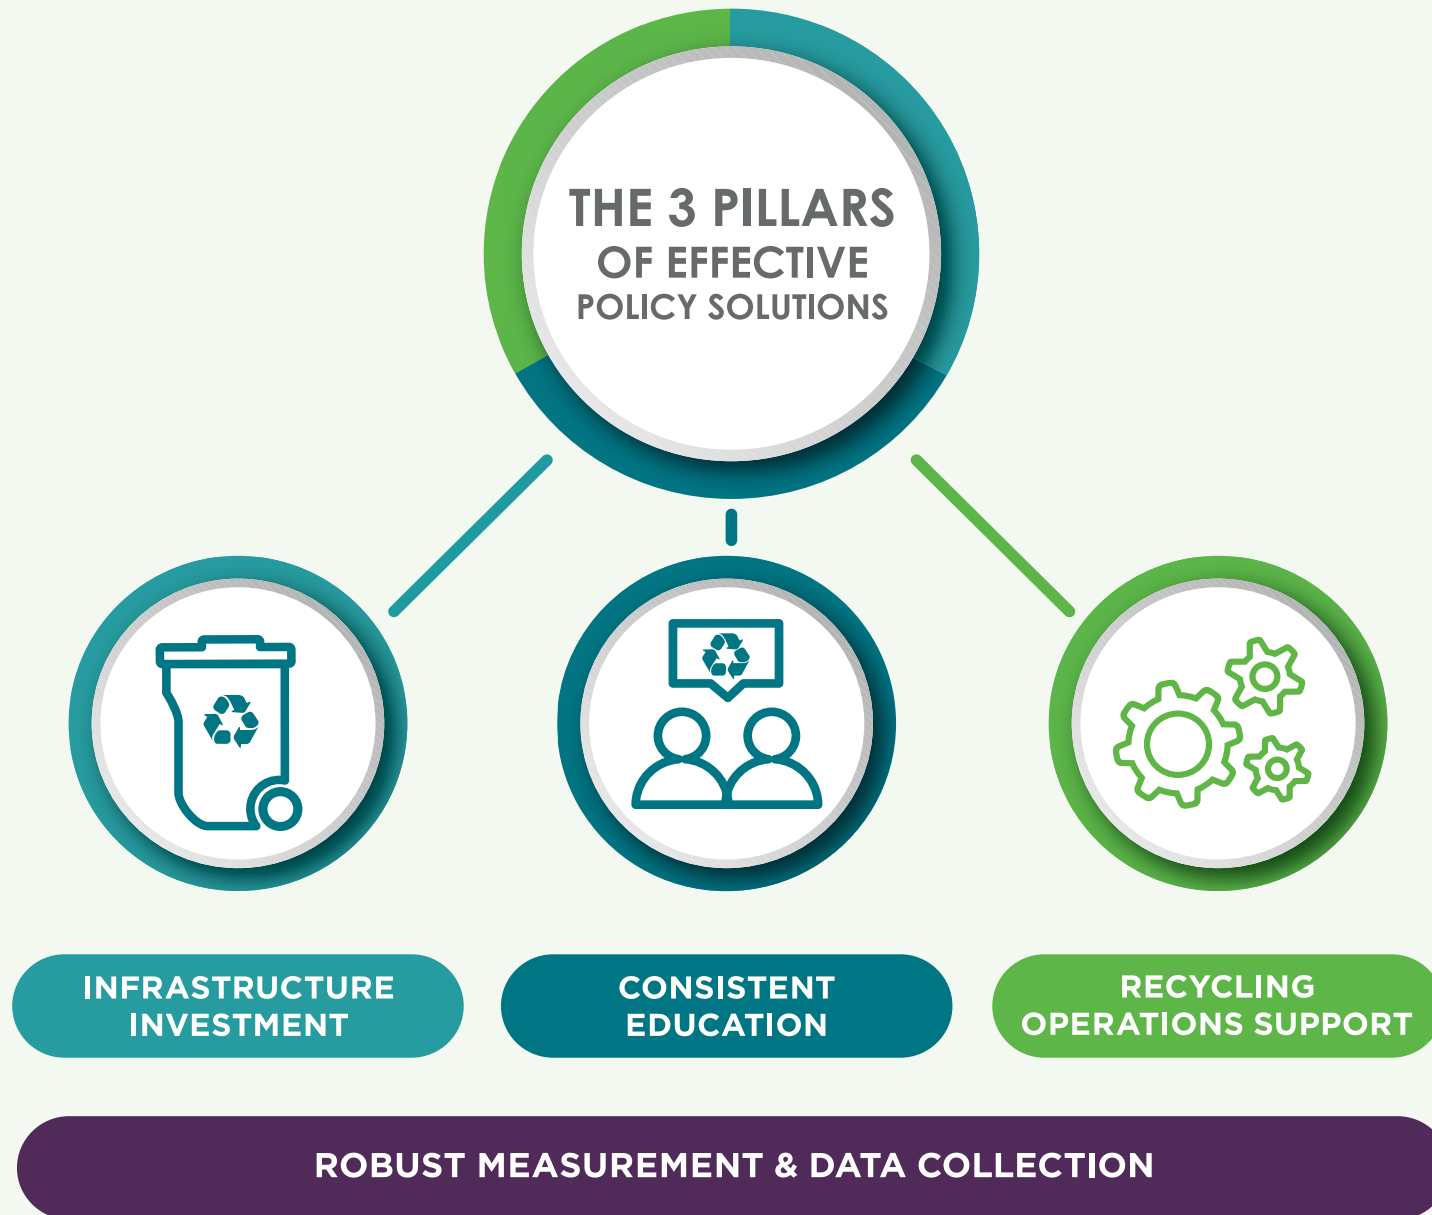 THE 3 PILLARS
OF EFFECTIVE
POLICY SOLUTIONS
INFRASTRUCTURE
INVESTMENT
CONSISTENT
EDUCATION
RECYCLING
OPERATIONS SUPPORT
ROBUST MEASUREMENT & DATA COLLECTION